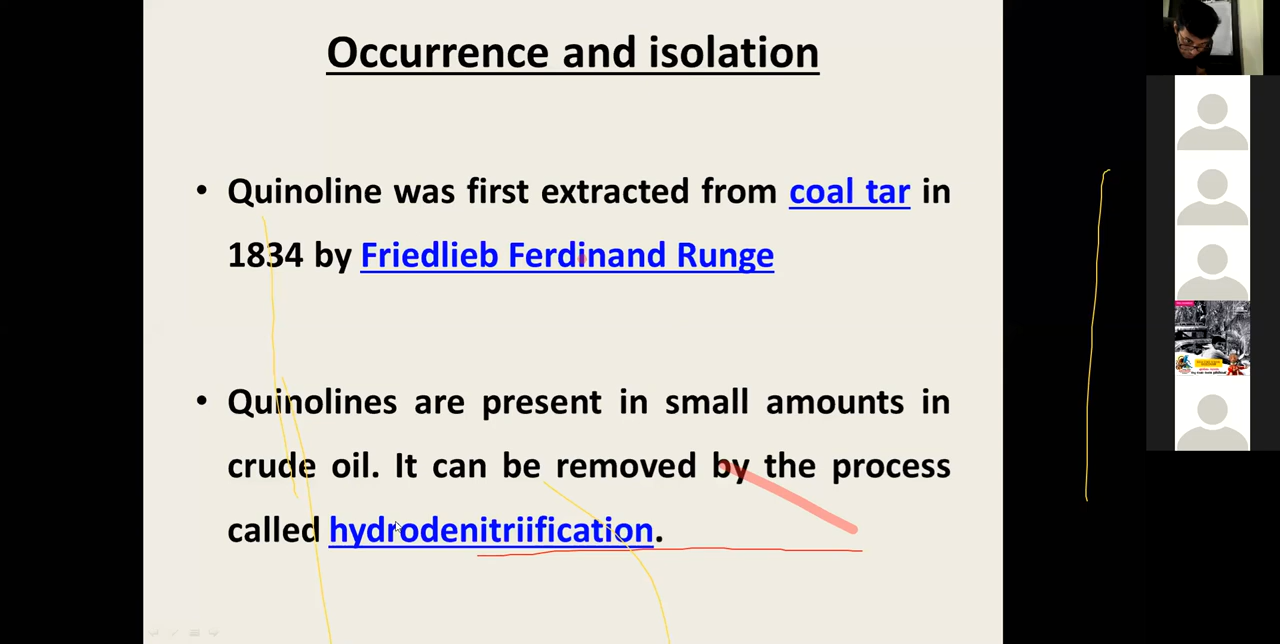 Occurrence and isolation
• Quinoline was first extracted from coal tar in
1834 by Friedlieb Ferdinand Runge
• Quinolines are present in small amounts in
crude oil. It can be removed by the process
called hydrodenitriification.